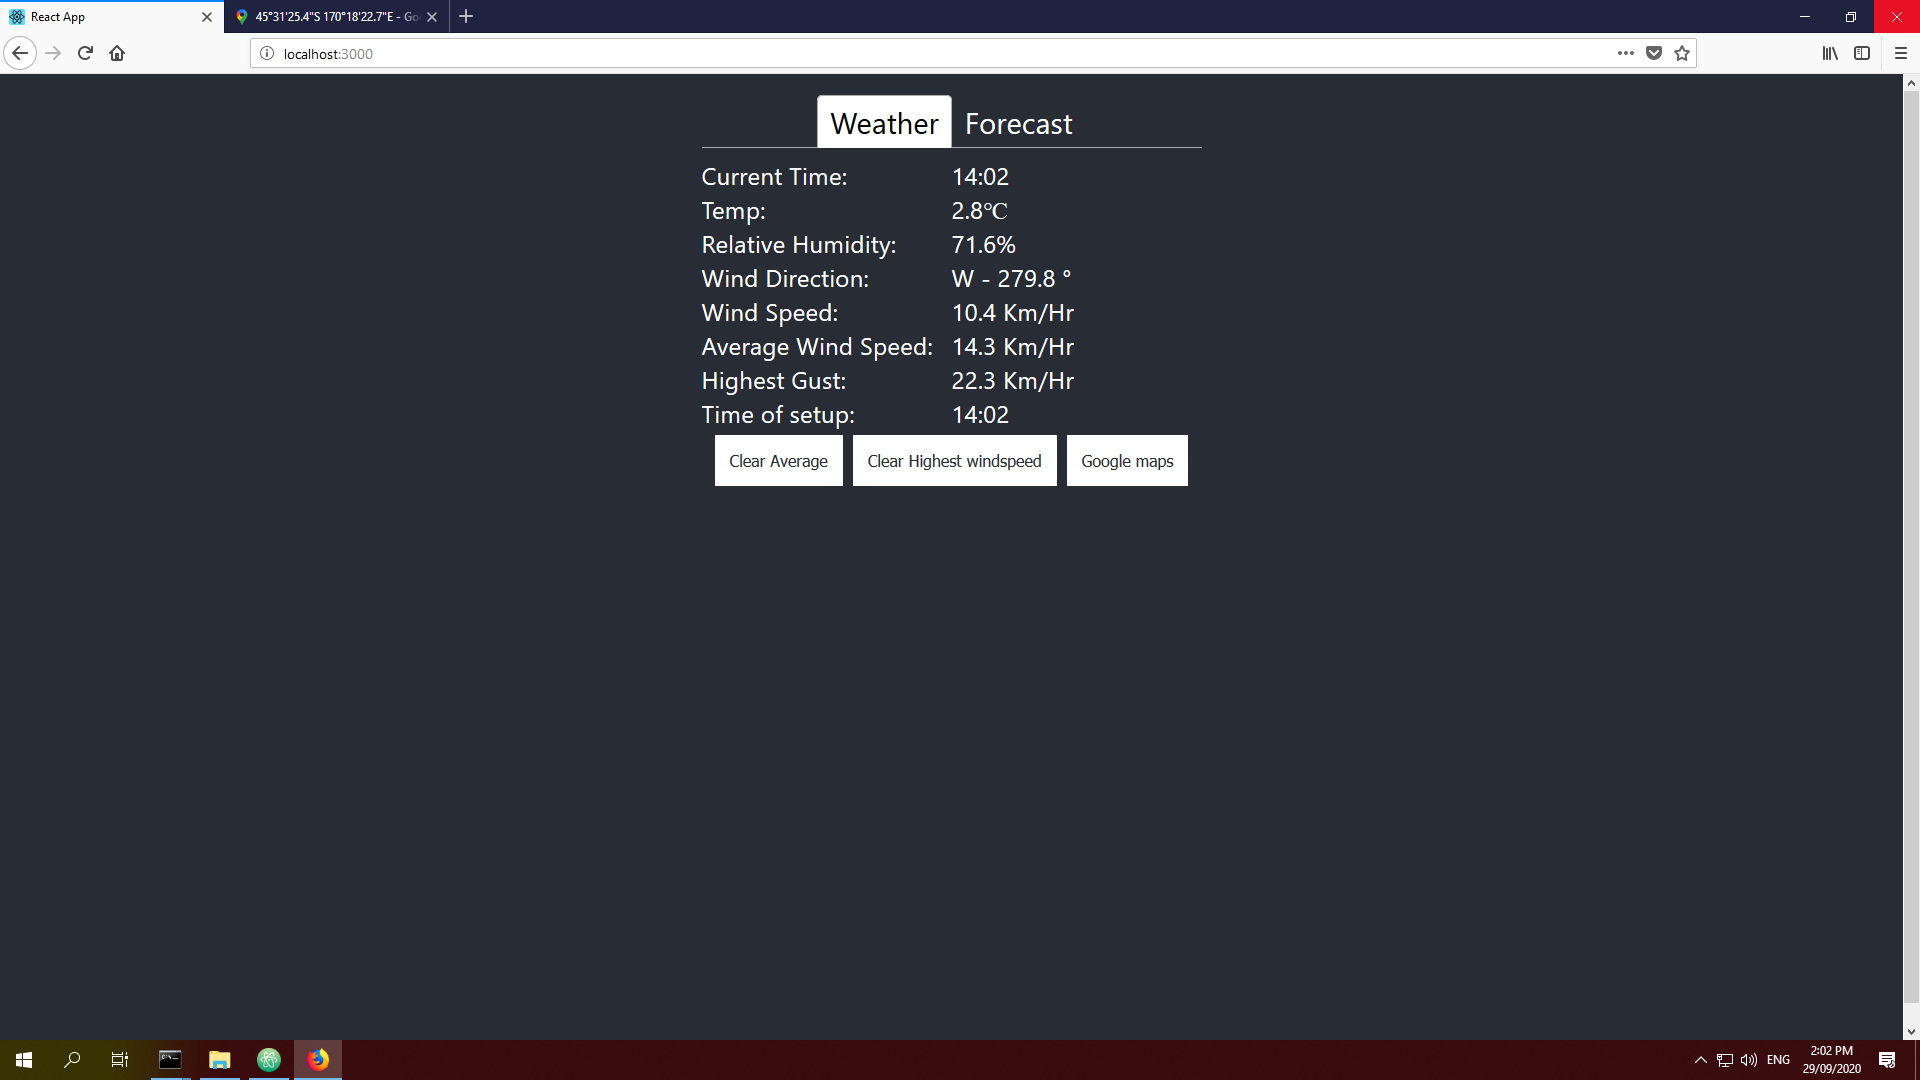 React App
45°31'25.4"S 170°18'22.7"E - Go
localhost:3000
Weather Forecast
Current Time: 14:02
Temp: 2.8℃
Relative Humidity: 71.6%
Wind Direction: W - 279.8 °
Wind Speed: 10.4 Km/Hr
Average Wind Speed: 14.3 Km/Hr
Highest Gust: 22.3 Km/Hr
Time of setup: 14:02
Clear Average Clear Highest windspeed Google maps
ENG
2:02 PM
29/09/2020